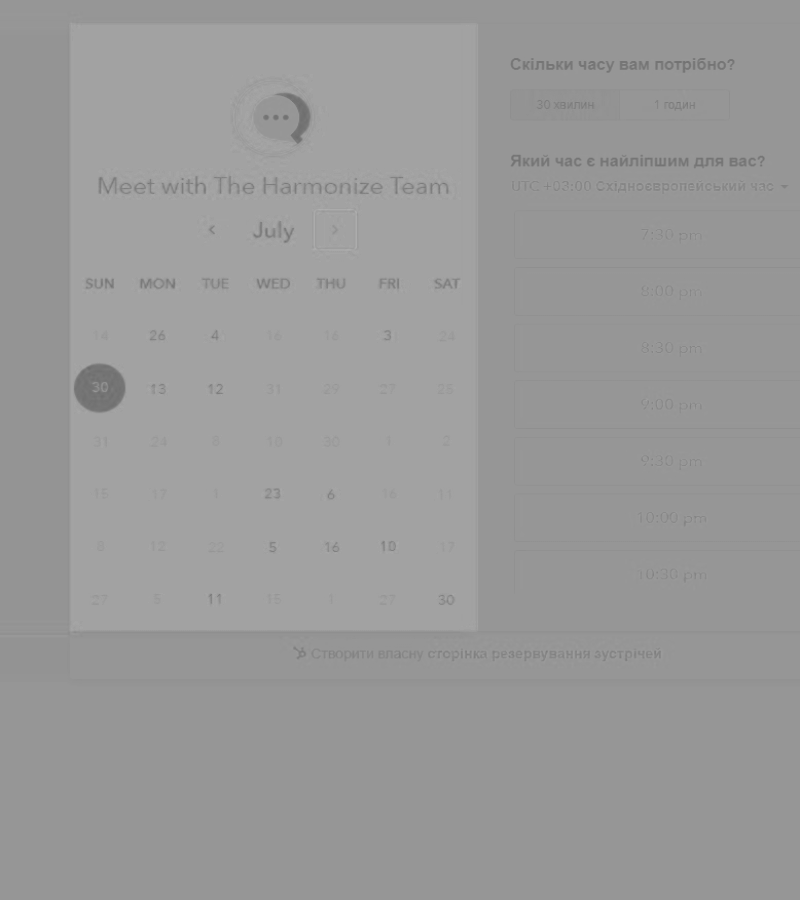 Meet with The Harmonize Team
July
SUN MON TUE WED THU FRI SAT
14 26 4 16 16 3 24
30 13 12 31 29 27 25
31 24 8 10 30 1 2
15 17 1 23 6 16 11
8 12 22 5 16 10 17
27 5 11 15 1 27 30
Скільки часу вам потрібно?
30 хвилин 1 годин
Який час є найліпшим для вас?
UTC +03:00 Східноєвропейський час
7:30 pm
8:00 pm
8:30 pm
9:00 pm
9:30 pm
10:00 pm
10:30 pm
Створити власну сторінка резервування зустрічей